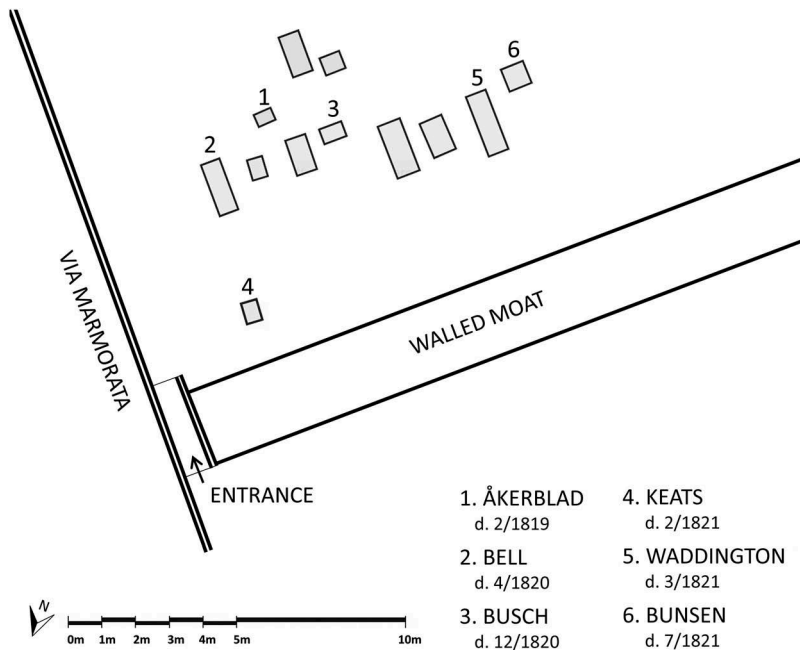 6
5
1
3
2
4
VIA MARMORATA
WALLED MOAT
ENTRANCE
1. ÅKERBLAD
d. 2/1819
2. BELL
d. 4/1820
3. BUSCH
d. 12/1820
4. KEATS
d. 2/1821
5. WADDINGTON
d. 3/1821
6. BUNSEN
d. 7/1821
N
0m 1m 2m 3m 4m 5m 10m